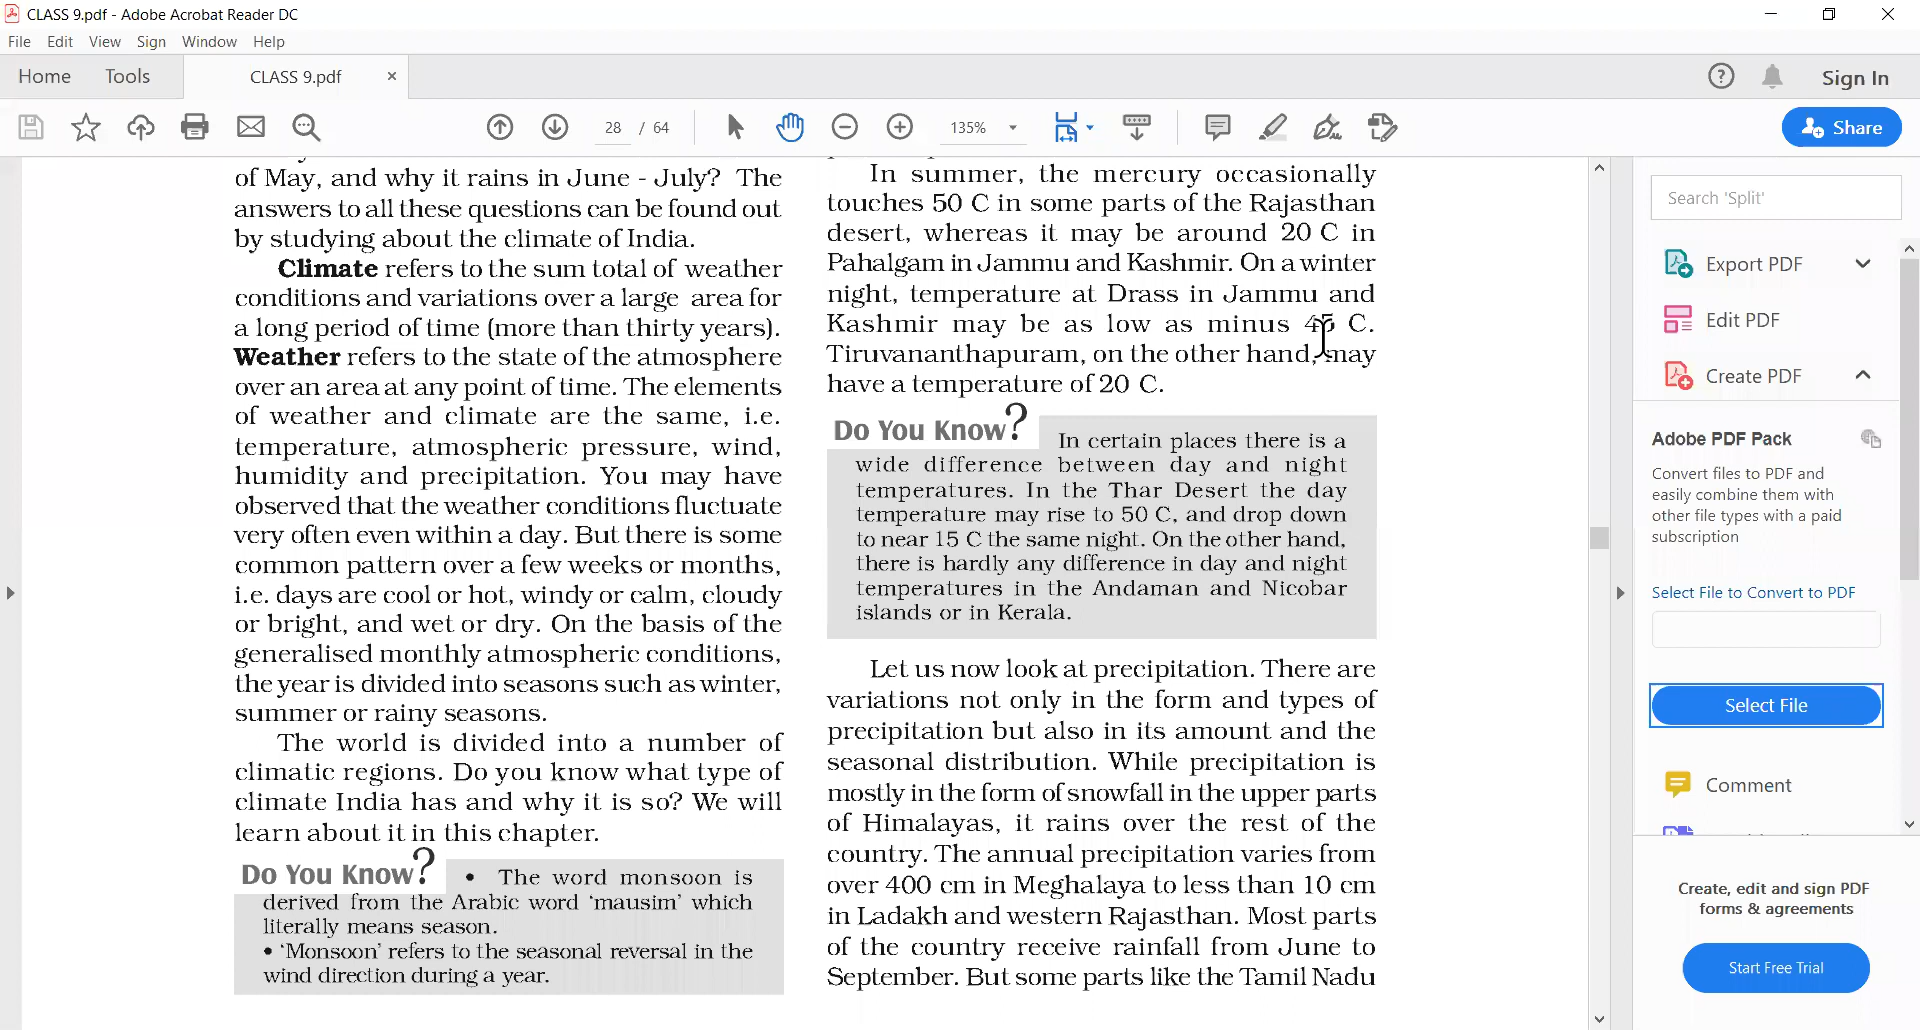 CLASS 9.pdf - Adobe Acrobat Reader DC
File Edit View Sign Window Help
Home Tools CLASS 9.pdf × Sign In
28 / 64 135% Share
of May, and why it rains in June - July? The
answers to all these questions can be found out
by studying about the climate of India.
Climate refers to the sum total of weather
conditions and variations over a large area for
a long period of time (more than thirty years).
Weather refers to the state of the atmosphere
over an area at any point of time. The elements
of weather and climate are the same, i.e.
temperature, atmospheric pressure, wind,
humidity and precipitation. You may have
observed that the weather conditions fluctuate
very often even within a day. But there is some
common pattern over a few weeks or months,
i.e. days are cool or hot, windy or calm, cloudy
or bright, and wet or dry. On the basis of the
generalised monthly atmospheric conditions,
the year is divided into seasons such as winter,
summer or rainy seasons.
The world is divided into a number of
climatic regions. Do you know what type of
climate India has and why it is so? We will
learn about it in this chapter.
Do You Know?
• The word monsoon is
derived from the Arabic word ‘mausim’ which
literally means season.
• ‘Monsoon’ refers to the seasonal reversal in the
wind direction during a year.
In summer, the mercury occasionally
touches 50 C in some parts of the Rajasthan
desert, whereas it may be around 20 C in
Pahalgam in Jammu and Kashmir. On a winter
night, temperature at Drass in Jammu and
Kashmir may be as low as minus 45 C.
Tiruvananthapuram, on the other hand, may
have a temperature of 20 C.
Do You Know?
In certain places there is a
wide difference between day and night
temperatures. In the Thar Desert the day
temperature may rise to 50 C, and drop down
to near 15 C the same night. On the other hand,
there is hardly any difference in day and night
temperatures in the Andaman and Nicobar
islands or in Kerala.
Let us now look at precipitation. There are
variations not only in the form and types of
precipitation but also in its amount and the
seasonal distribution. While precipitation is
mostly in the form of snowfall in the upper parts
of Himalayas, it rains over the rest of the
country. The annual precipitation varies from
over 400 cm in Meghalaya to less than 10 cm
in Ladakh and western Rajasthan. Most parts
of the country receive rainfall from June to
September. But some parts like the Tamil Nadu
Search 'Split'
Export PDF
Edit PDF
Create PDF
Adobe PDF Pack
Convert files to PDF and
easily combine them with
other file types with a paid
subscription
Select File to Convert to PDF
Select File
Comment
Create, edit and sign PDF
forms & agreements
Start Free Trial